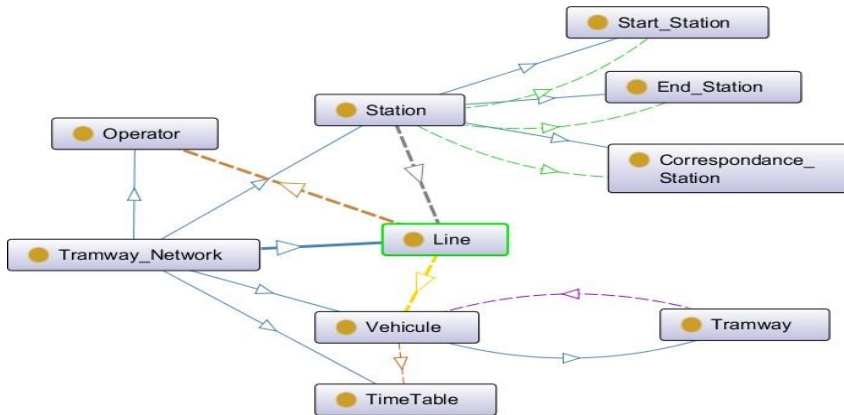 Start_Station
End_Station
Station
Operator
Correspondance_
Station
Line
Tramway_Network
Vehicule
Tramway
TimeTable